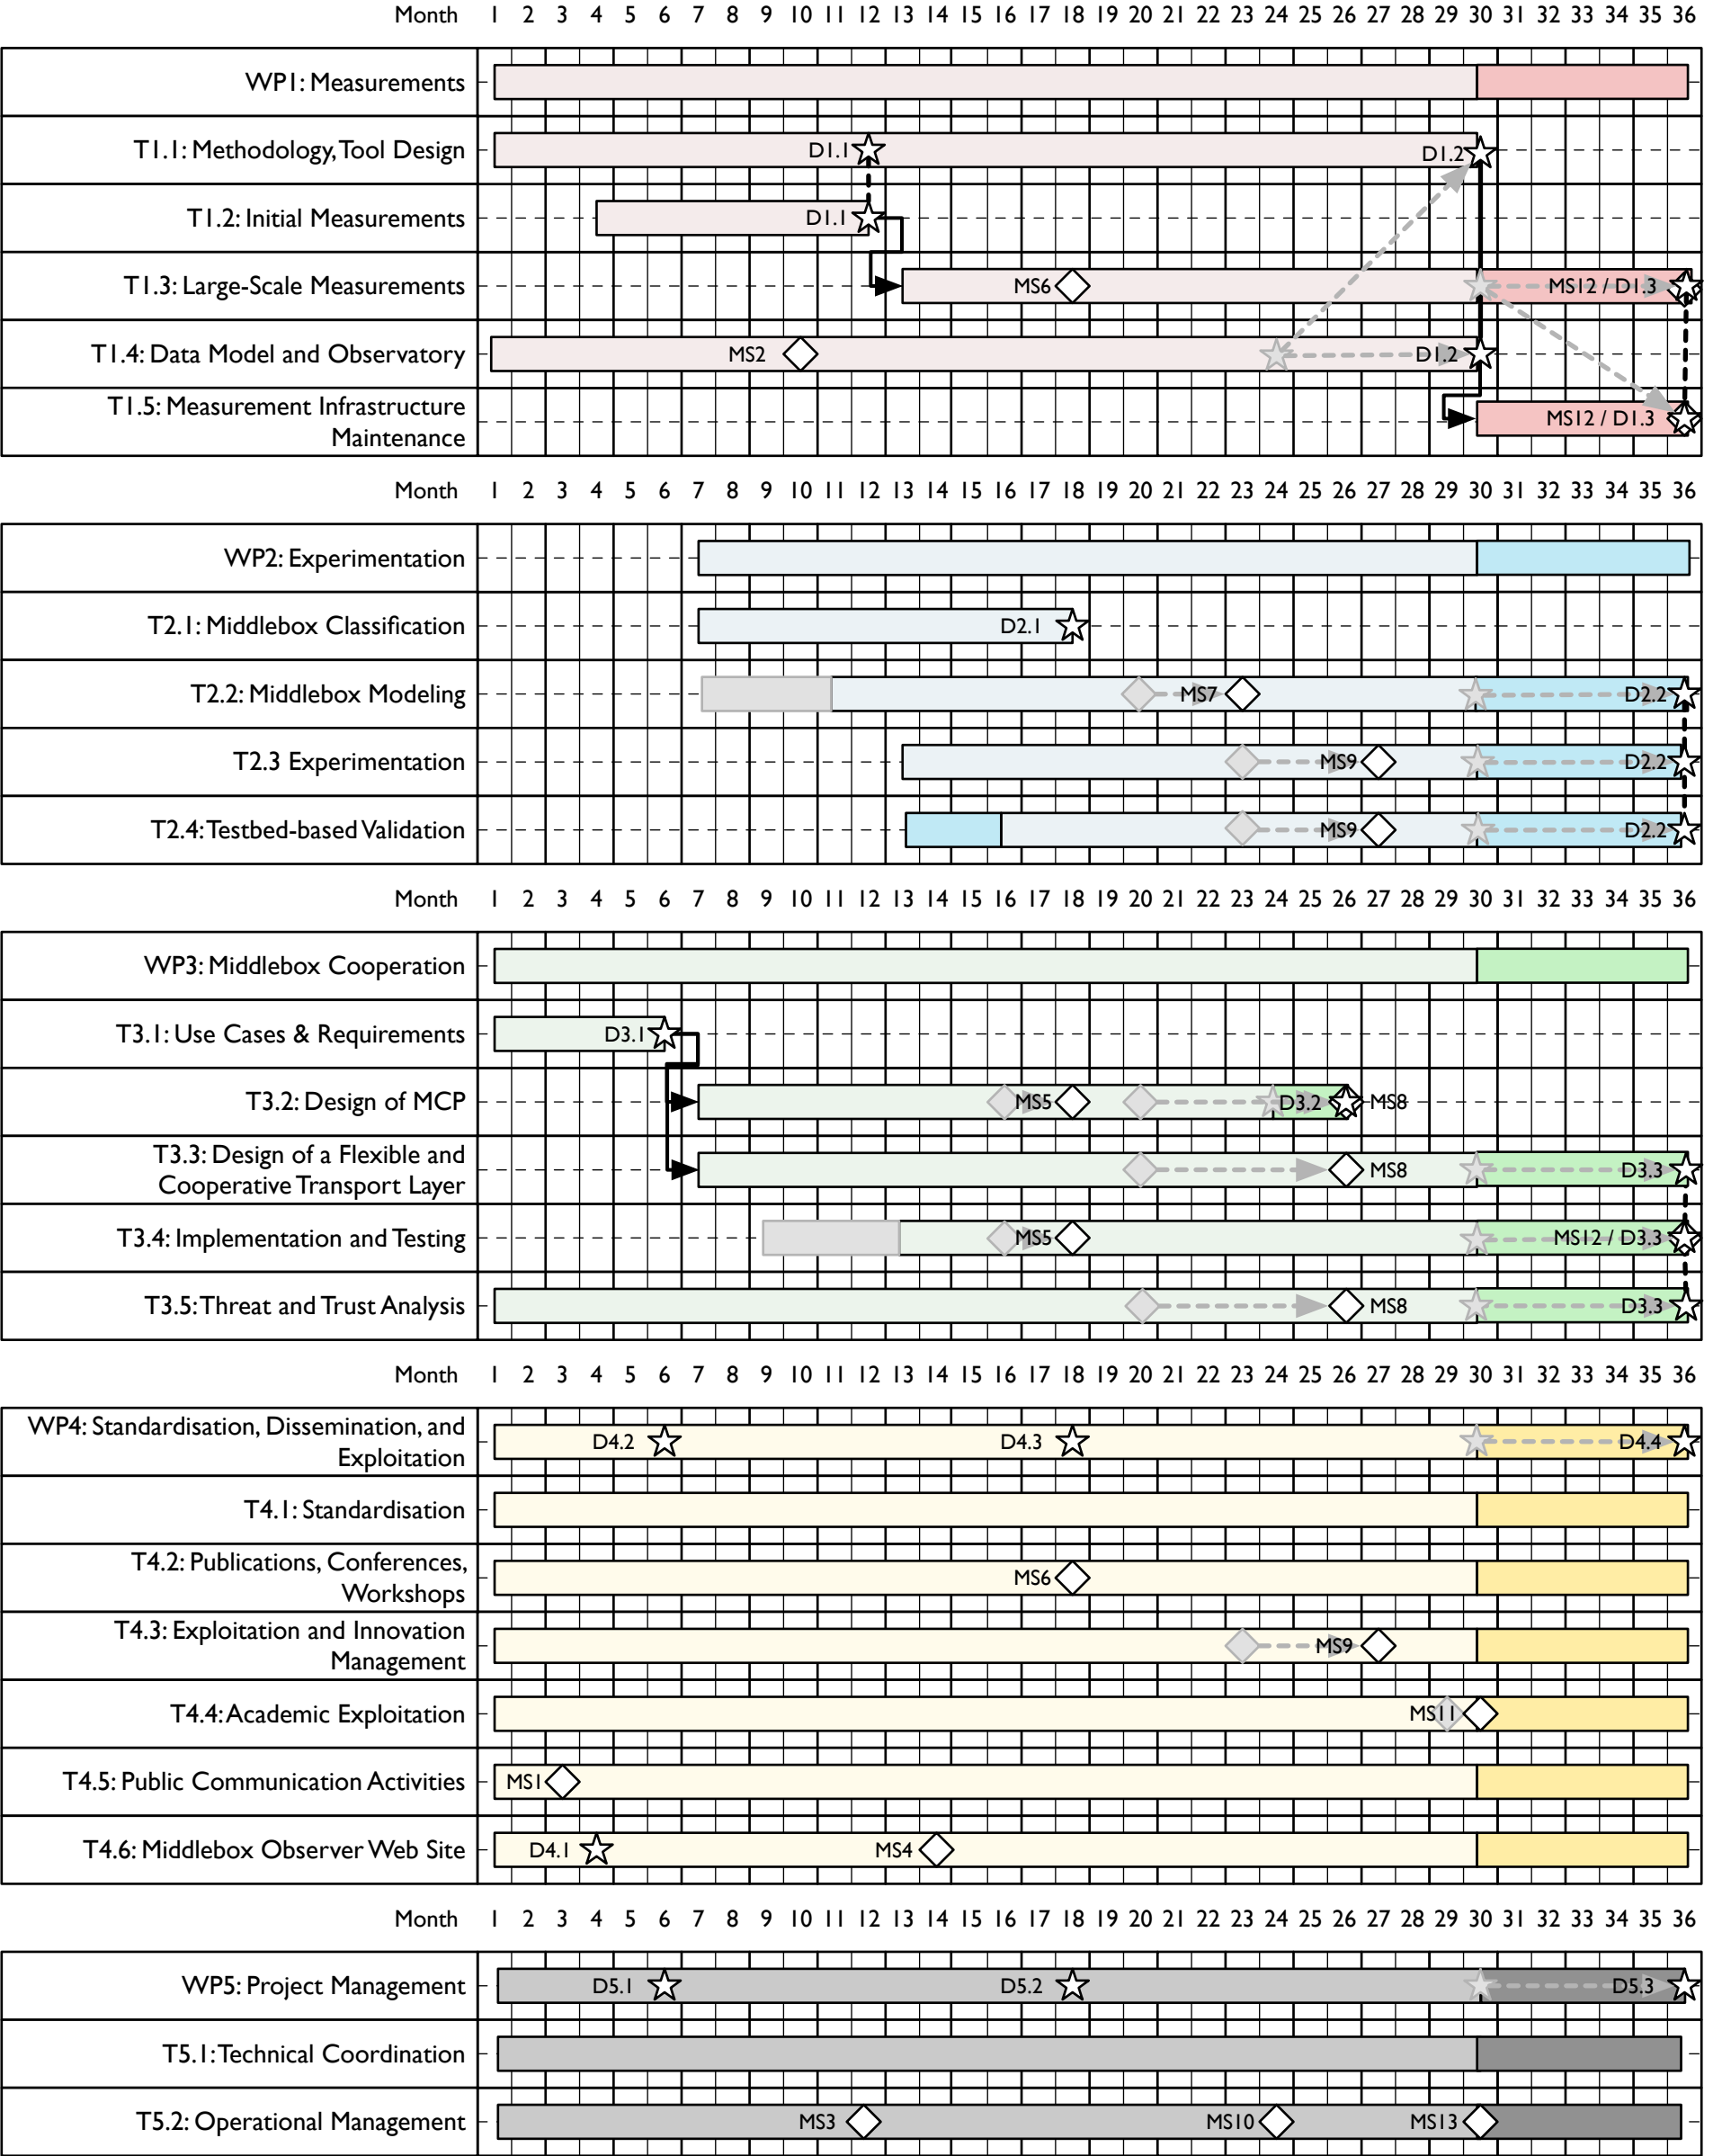 Month 1 2 3 4 5 6 7 8 9 10 11 12 13 14 15 16 17 18 19 20 21 22 23 24 25 26 27 28 29 30 31 32 33 34 35 36
WP1: Measurements
T1.1: Methodology, Tool Design D1.1 D1.2
T1.2: Initial Measurements D1.1
T1.3: Large-Scale Measurements MS6 MS12 / D1.3
T1.4: Data Model and Observatory MS2 D1.2
T1.5: Measurement Infrastructure
Maintenance MS12 / D1.3
Month 1 2 3 4 5 6 7 8 9 10 11 12 13 14 15 16 17 18 19 20 21 22 23 24 25 26 27 28 29 30 31 32 33 34 35 36
WP2: Experimentation
T2.1: Middlebox Classification D2.1
T2.2: Middlebox Modeling MS7 D2.2
T2.3 Experimentation MS9 D2.2
T2.4: Testbed-based Validation MS9 D2.2
Month 1 2 3 4 5 6 7 8 9 10 11 12 13 14 15 16 17 18 19 20 21 22 23 24 25 26 27 28 29 30 31 32 33 34 35 36
WP3: Middlebox Cooperation
T3.1: Use Cases & Requirements D3.1
T3.2: Design of MCP MS5 D3.2 MS8
T3.3: Design of a Flexible and
Cooperative Transport Layer MS8 D3.3
T3.4: Implementation and Testing MS5 MS12 / D3.3
T3.5: Threat and Trust Analysis MS8 D3.3
Month 1 2 3 4 5 6 7 8 9 10 11 12 13 14 15 16 17 18 19 20 21 22 23 24 25 26 27 28 29 30 31 32 33 34 35 36
WP4: Standardisation, Dissemination, and
Exploitation D4.2 D4.3 D4.4
T4.1: Standardisation
T4.2: Publications, Conferences,
Workshops MS6
T4.3: Exploitation and Innovation
Management MS9
T4.4: Academic Exploitation MS11
T4.5: Public Communication Activities MS1
T4.6: Middlebox Observer Web Site D4.1 MS4
Month 1 2 3 4 5 6 7 8 9 10 11 12 13 14 15 16 17 18 19 20 21 22 23 24 25 26 27 28 29 30 31 32 33 34 35 36
WP5: Project Management D5.1 D5.2 D5.3
T5.1: Technical Coordination
T5.2: Operational Management MS3 MS10 MS13